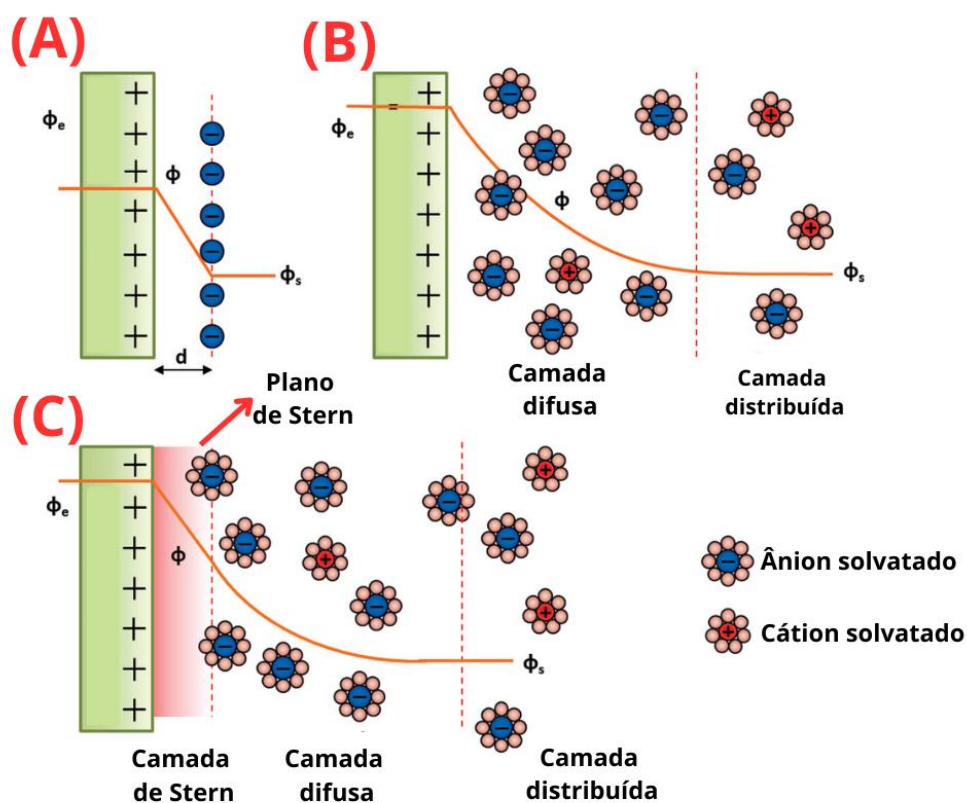 (A)
ϕe
ϕ
ϕs
d
(B)
ϕe
ϕ
ϕs
Camada
difusa
Camada
distribuída
(C)
Plano
de Stern
ϕe
ϕ
ϕs
Camada
de Stern
Camada
difusa
Camada
distribuída
Ânion solvatado
Cátion solvatado